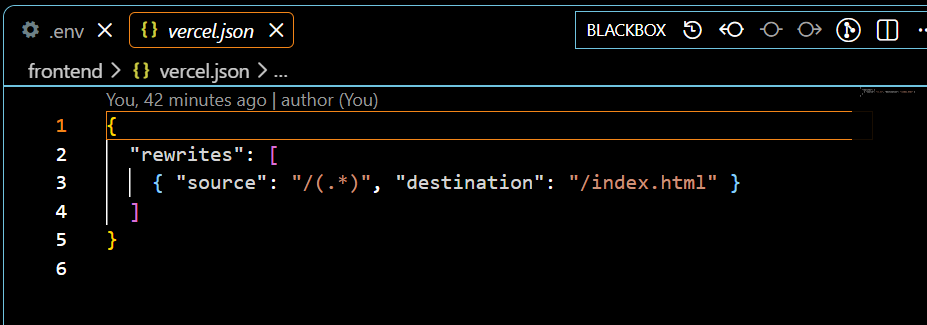 .env vercel.json BLACKBOX
frontend > {} vercel.json > ...
You, 42 minutes ago | author (You)
1 {
2 "rewrites": [
3 { "source": "/(.*)", "destination": "/index.html" }
4 ]
5 }
6